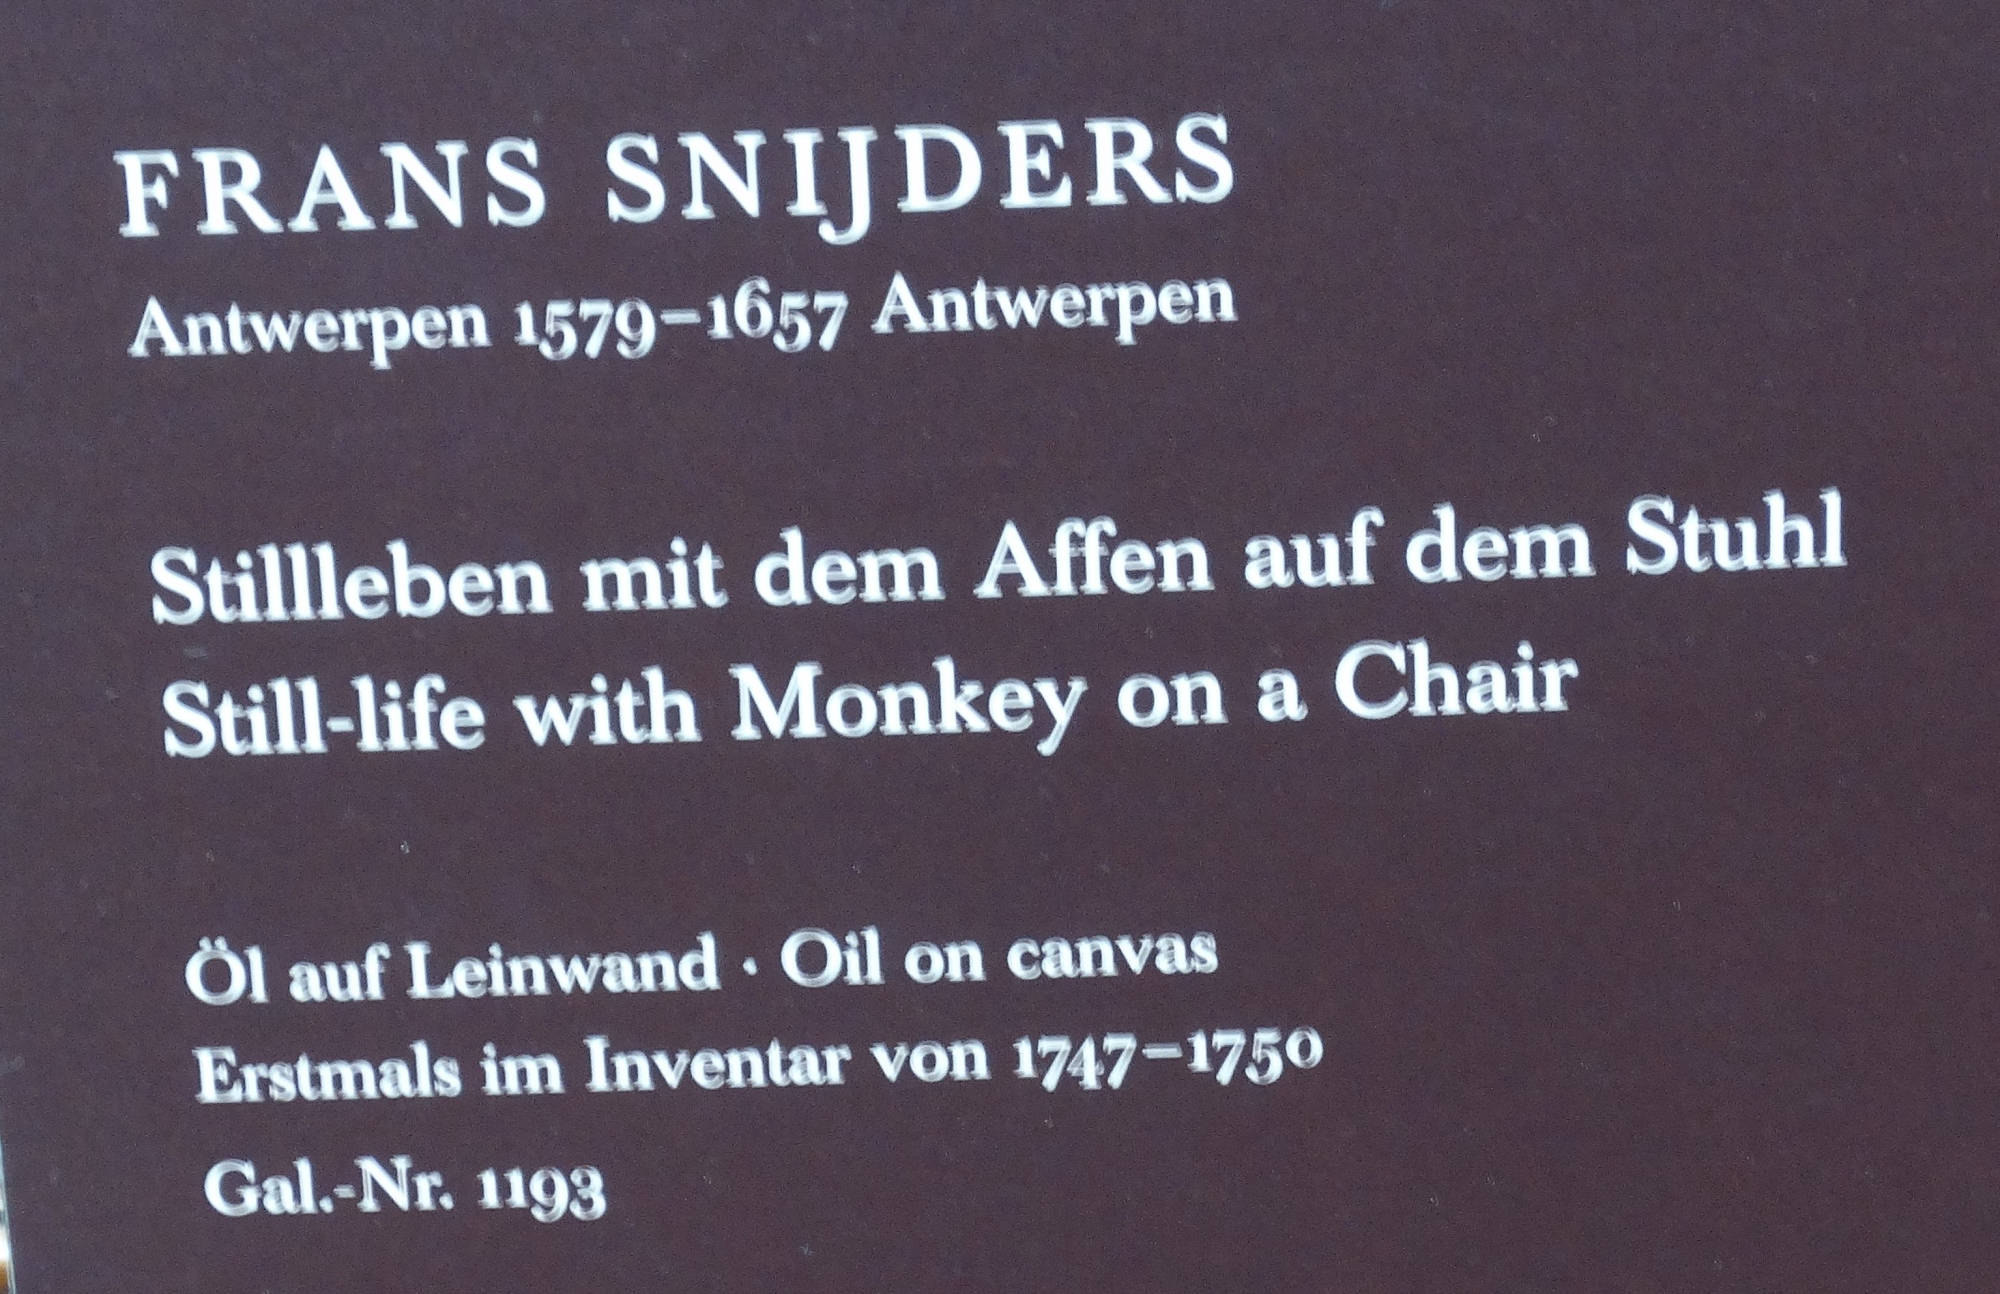 FRANS SNIJDERS
Antwerpen 1579–1657 Antwerpen
Stillleben mit dem Affen auf dem Stuhl
Still-life with Monkey on a Chair
Öl auf Leinwand · Oil on canvas
Erstmals im Inventar von 1747–1750
Gal.-Nr. 1193